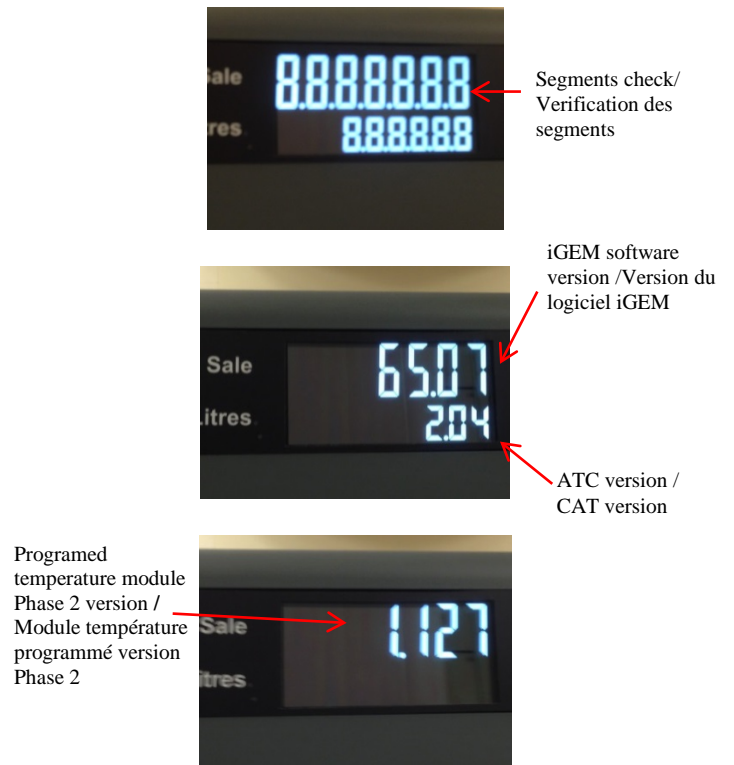 Sale 8.8.8.8.8.8.8
tres 8.8.8.8.8.8
Segments check/
Verification des
segments
iGEM software
version /Version du
logiciel iGEM
Sale 65.07
itres 2.04
ATC version /
CAT version
Programed
temperature module
Phase 2 version /
Module température
programmé version
Phase 2
Sale 1.127
itres